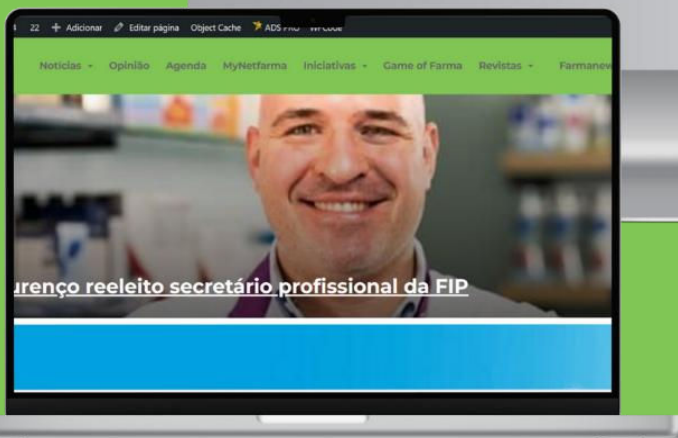 22 + Adicionar Editar página Object Cache ADS
Notícias Opinião Agenda MyNetfarma Iniciativas Game of Farma Revistas Farmanew
urenço reeleito secretário profissional da FIP